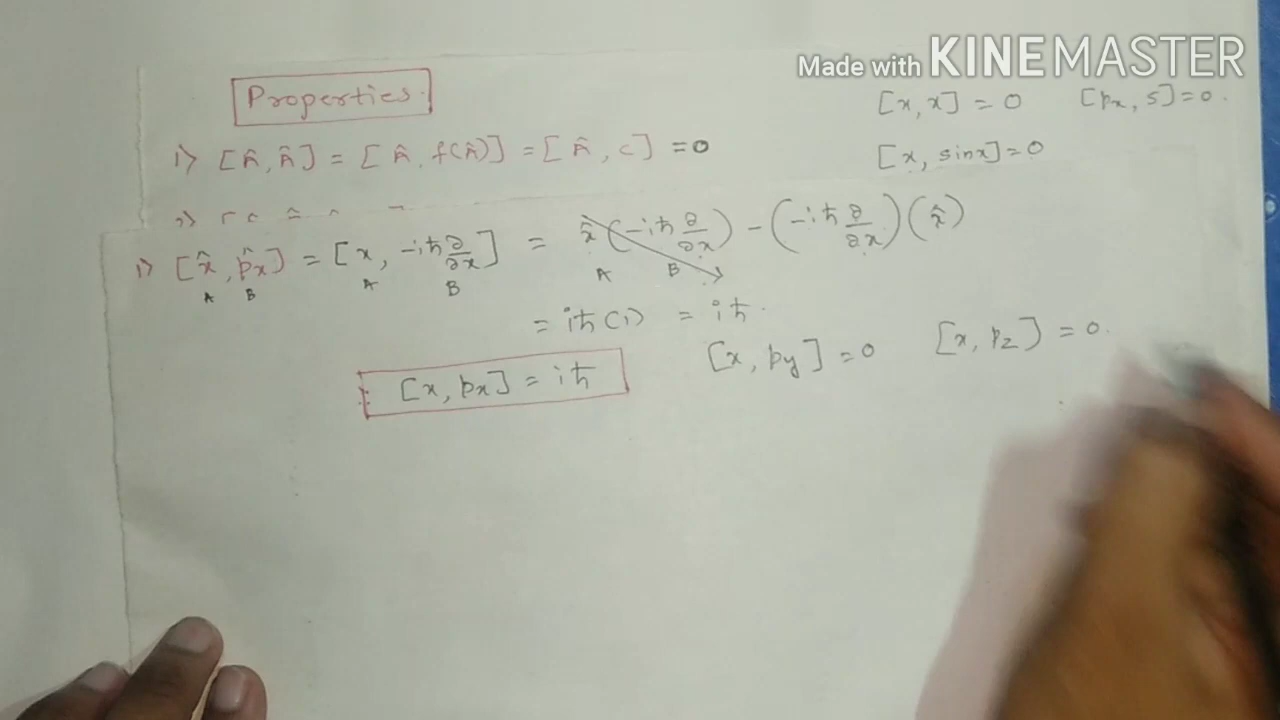 Made with KINEMASTER
Properties.
[x, x] = 0 [px, 5] = 0.
1) [Â, Â] = [Â, f(Â)] = [Â, c] = 0
[x, sinx] = 0
1) [x̂, p̂x] = [x, -iħ ∂/∂x] = x̂ (-iħ ∂/∂x) - (-iħ ∂/∂x)(x̂)
A B A B A B
= iħ(1) = iħ.
[x, px] = iħ [x, py] = 0 [x, pz] = 0.